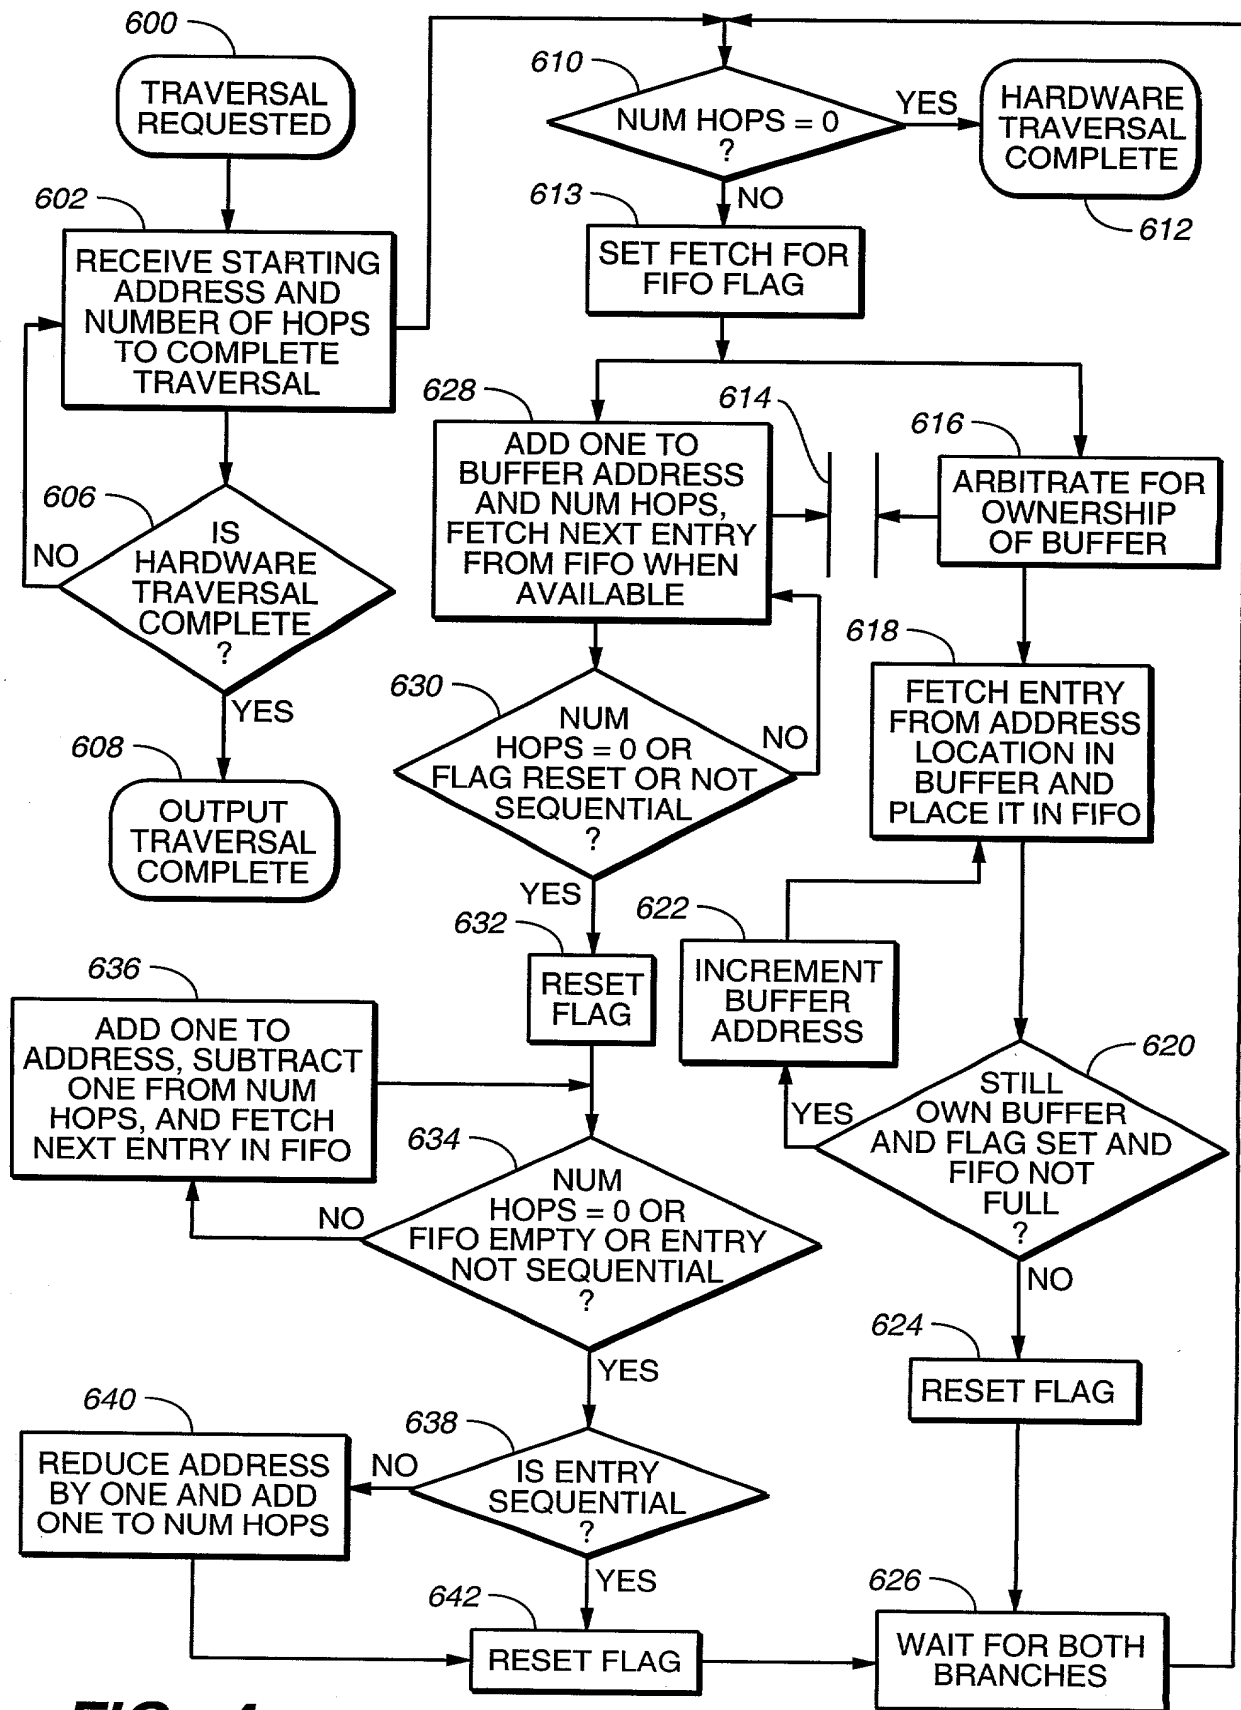 600
TRAVERSAL
REQUESTED
602
RECEIVE STARTING
ADDRESS AND
NUMBER OF HOPS
TO COMPLETE
TRAVERSAL
606
IS
HARDWARE
TRAVERSAL
COMPLETE
?
NO
YES
608
OUTPUT
TRAVERSAL
COMPLETE
610
NUM HOPS = 0
?
YES
HARDWARE
TRAVERSAL
COMPLETE
612
NO
613
SET FETCH FOR
FIFO FLAG
628
ADD ONE TO
BUFFER ADDRESS
AND NUM HOPS,
FETCH NEXT ENTRY
FROM FIFO WHEN
AVAILABLE
614
616
ARBITRATE FOR
OWNERSHIP
OF BUFFER
618
FETCH ENTRY
FROM ADDRESS
LOCATION IN
BUFFER AND
PLACE IT IN FIFO
630
NUM
HOPS = 0 OR
FLAG RESET OR NOT
SEQUENTIAL
?
NO
YES
632
RESET
FLAG
622
INCREMENT
BUFFER
ADDRESS
620
STILL
OWN BUFFER
AND FLAG SET AND
FIFO NOT
FULL
?
YES
NO
636
ADD ONE TO
ADDRESS, SUBTRACT
ONE FROM NUM
HOPS, AND FETCH
NEXT ENTRY IN FIFO
634
NUM
HOPS = 0 OR
FIFO EMPTY OR ENTRY
NOT SEQUENTIAL
?
NO
YES
624
RESET FLAG
640
REDUCE ADDRESS
BY ONE AND ADD
ONE TO NUM HOPS
638
IS ENTRY
SEQUENTIAL
?
NO
YES
642
RESET FLAG
626
WAIT FOR BOTH
BRANCHES